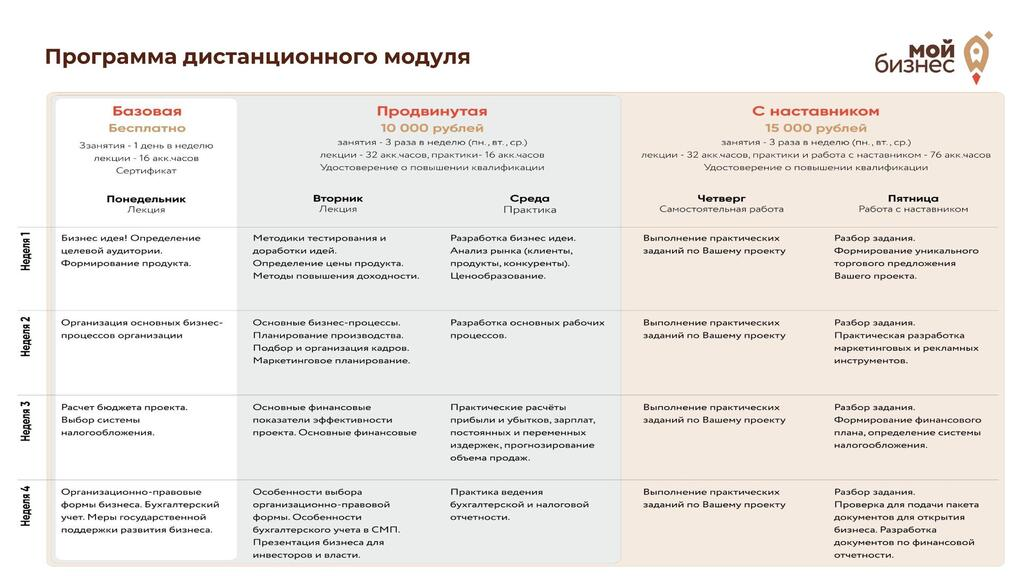 Программа дистанционного модуля
мой
бизнес
Базовая
Бесплатно
3занятия - 1 день в неделю
лекции - 16 акк.часов
Сертификат
Продвинутая
10 000 рублей
занятия - 3 раза в неделю (пн., вт., ср.)
лекции - 32 акк.часов, практики- 16 акк.часов
Удостоверение о повышении квалификации
С наставником
15 000 рублей
занятия - 3 раза в неделю (пн., вт., ср.)
лекции - 32 акк.часов, практики и работа с наставником - 76 акк.часов
Удостоверение о повышении квалификации
Понедельник
Лекция
Вторник
Лекция
Среда
Практика
Четверг
Самостоятельная работа
Пятница
Работа с наставником
Неделя 1
Бизнес идея! Определение
целевой аудитории.
Формирование продукта.
Методики тестирования и
доработки идей.
Определение цены продукта.
Методы повышения доходности.
Разработка бизнес идеи.
Анализ рынка (клиенты,
продукты, конкуренты).
Ценообразование.
Выполнение практических
заданий по Вашему проекту
Разбор задания.
Формирование уникального
торгового предложения
Вашего проекта.
Неделя 2
Организация основных бизнес-
процессов организации
Основные бизнес-процессы.
Планирование производства.
Подбор и организация кадров.
Маркетинговое планирование.
Разработка основных рабочих
процессов.
Выполнение практических
заданий по Вашему проекту
Разбор задания.
Практическая разработка
маркетинговых и рекламных
инструментов.
Неделя 3
Расчет бюджета проекта.
Выбор системы
налогообложения.
Основные финансовые
показатели эффективности
проекта. Основные финансовые
Практические расчёты
прибыли и убытков, зарплат,
постоянных и переменных
издержек, прогнозирование
объема продаж.
Выполнение практических
заданий по Вашему проекту
Разбор задания.
Формирование финансового
плана, определение системы
налогообложения.
Неделя 4
Организационно-правовые
формы бизнеса. Бухгалтерский
учет. Меры государственной
поддержки развития бизнеса.
Особенности выбора
организационно-правовой
формы. Особенности
бухгалтерского учета в СМП.
Презентация бизнеса для
инвесторов и власти.
Практика ведения
бухгалтерской и налоговой
отчетности.
Выполнение практических
заданий по Вашему проекту
Разбор задания.
Проверка для подачи пакета
документов для открытия
бизнеса. Разработка
документов по финансовой
отчетности.